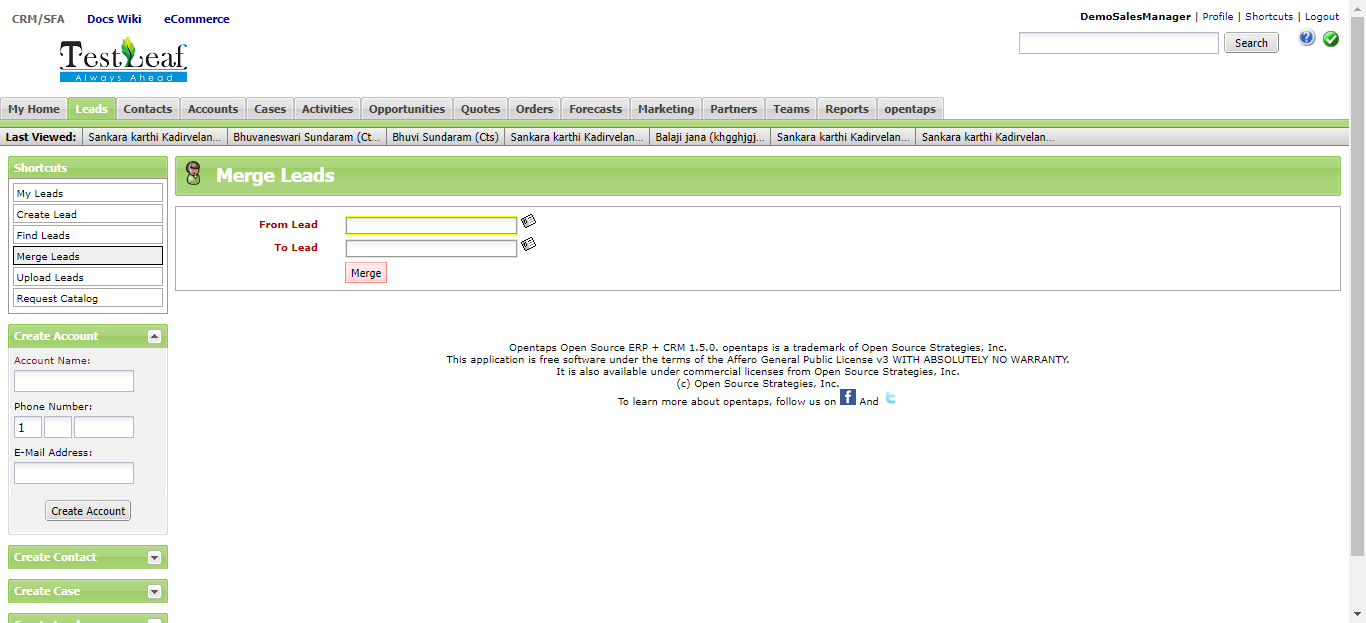 CRM/SFA Docs Wiki eCommerce
DemoSalesManager | Profile | Shortcuts | Logout
TestLeaf
Always Ahead
Search
My Home Leads Contacts Accounts Cases Activities Opportunities Quotes Orders Forecasts Marketing Partners Teams Reports opentaps
Last Viewed: Sankara karthi Kadirvelan... Bhuvaneswari Sundaram (Ct... Bhuvi Sundaram (Cts) Sankara karthi Kadirvelan... Balaji jana (khgghjgj... Sankara karthi Kadirvelan... Sankara karthi Kadirvelan...
Shortcuts
My Leads
Create Lead
Find Leads
Merge Leads
Upload Leads
Request Catalog
Create Account
Account Name:
Phone Number:
1
E-Mail Address:
Create Account
Create Contact
Create Case
Merge Leads
From Lead
To Lead
Merge
Opentaps Open Source ERP + CRM 1.5.0. opentaps is a trademark of Open Source Strategies, Inc.
This application is free software under the terms of the Affero General Public License v3 WITH ABSOLUTELY NO WARRANTY.
It is also available under commercial licenses from Open Source Strategies, Inc.
(c) Open Source Strategies, Inc.
To learn more about opentaps, follow us on f And t